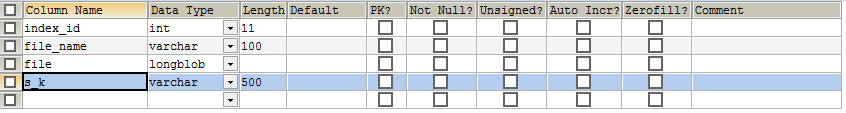 Column Name Data Type Length Default PK? Not Null? Unsigned? Auto Incr? Zerofill? Comment
index_id int 11
file_name varchar 100
file longblob
s_k varchar 500